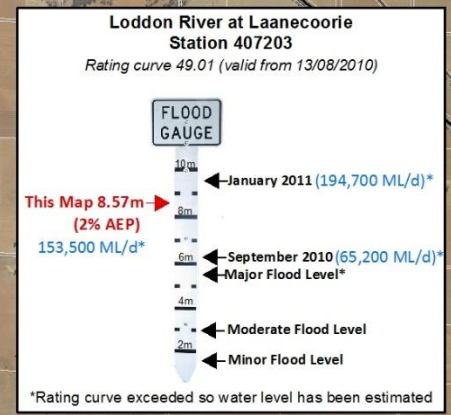 Loddon River at Laanecoorie
Station 407203
Rating curve 49.01 (valid from 13/08/2010)
FLOOD
GAUGE
10m
January 2011 (194,700 ML/d)*
This Map 8.57m
(2% AEP)
153,500 ML/d*
8m
6m
September 2010 (65,200 ML/d)*
Major Flood Level*
4m
Moderate Flood Level
2m
Minor Flood Level
*Rating curve exceeded so water level has been estimated